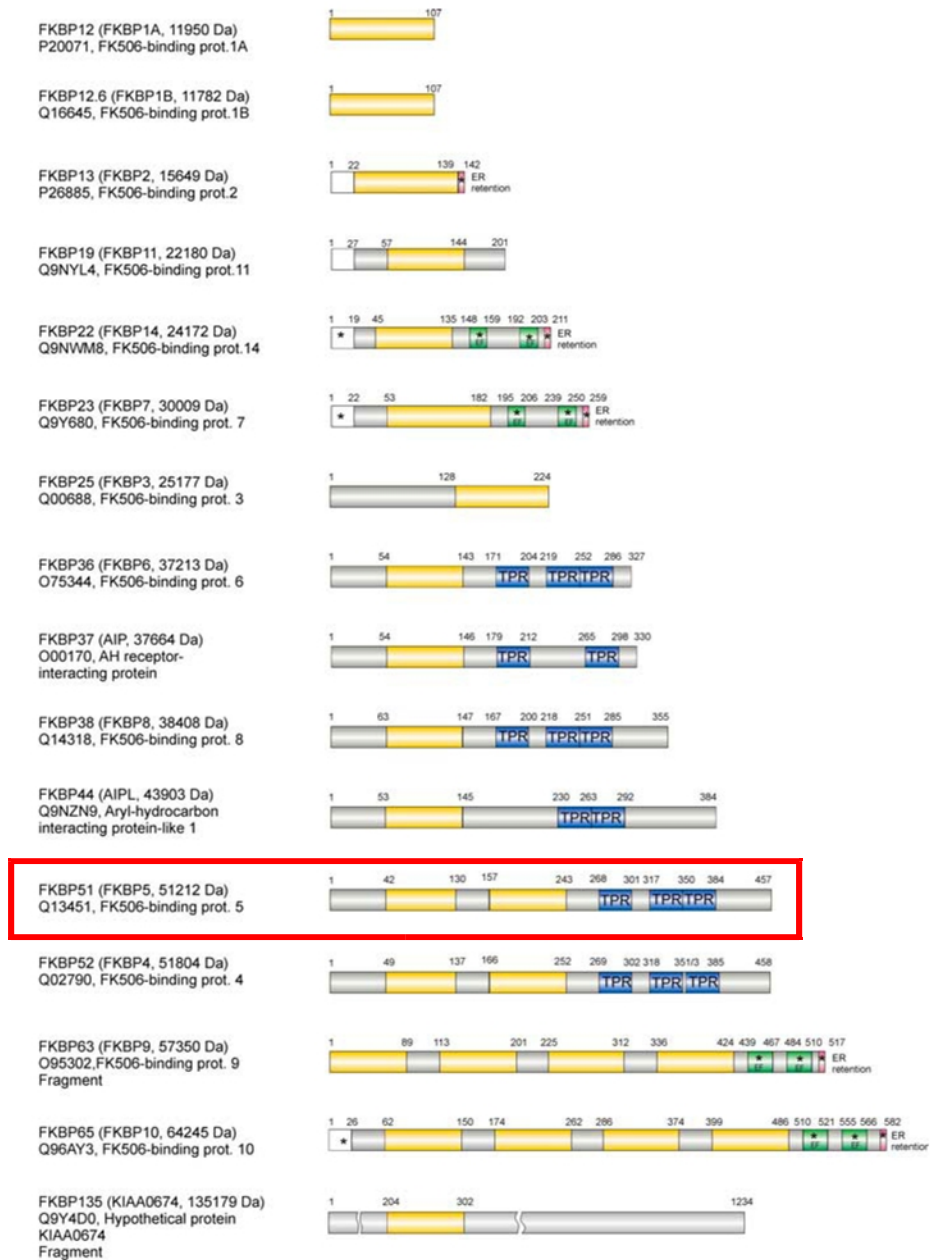 FKBP12 (FKBP1A, 11950 Da)
P20071, FK506-binding prot.1A
1 107
FKBP12.6 (FKBP1B, 11782 Da)
Q16645, FK506-binding prot.1B
1 107
FKBP13 (FKBP2, 15649 Da)
P26885, FK506-binding prot.2
1 22 139 142
* ER
retention
FKBP19 (FKBP11, 22180 Da)
Q9NYL4, FK506-binding prot.11
1 27 57 144 201
FKBP22 (FKBP14, 24172 Da)
Q9NWM8, FK506-binding prot.14
1 19 45 135 148 159 192 203 211
* * EF * EF * ER
retention
FKBP23 (FKBP7, 30009 Da)
Q9Y680, FK506-binding prot. 7
1 22 53 182 195 206 239 250 259
* * EF * EF * ER
retention
FKBP25 (FKBP3, 25177 Da)
Q00688, FK506-binding prot. 3
1 128 224
FKBP36 (FKBP6, 37213 Da)
O75344, FK506-binding prot. 6
1 54 143 171 204 219 252 286 327
TPR TPR TPR
FKBP37 (AIP, 37664 Da)
O00170, AH receptor-
interacting protein
1 54 146 179 212 265 298 330
TPR TPR
FKBP38 (FKBP8, 38408 Da)
Q14318, FK506-binding prot. 8
1 63 147 167 200 218 251 285 355
TPR TPR TPR
FKBP44 (AIPL, 43903 Da)
Q9NZN9, Aryl-hydrocarbon
interacting protein-like 1
1 53 145 230 263 292 384
TPR TPR
FKBP51 (FKBP5, 51212 Da)
Q13451, FK506-binding prot. 5
1 42 130 157 243 268 301 317 350 384 457
TPR TPR TPR
FKBP52 (FKBP4, 51804 Da)
Q02790, FK506-binding prot. 4
1 49 137 166 252 269 302 318 351/3 385 458
TPR TPR TPR
FKBP63 (FKBP9, 57350 Da)
O95302,FK506-binding prot. 9
Fragment
1 89 113 201 225 312 336 424 439 467 484 510 517
* EF * EF * ER
retention
FKBP65 (FKBP10, 64245 Da)
Q96AY3, FK506-binding prot. 10
1 26 62 150 174 262 286 374 399 486 510 521 555 566 582
* * EF * EF * ER
retention
FKBP135 (KIAA0674, 135179 Da)
Q9Y4D0, Hypothetical protein
KIAA0674
Fragment
1 204 302 1234